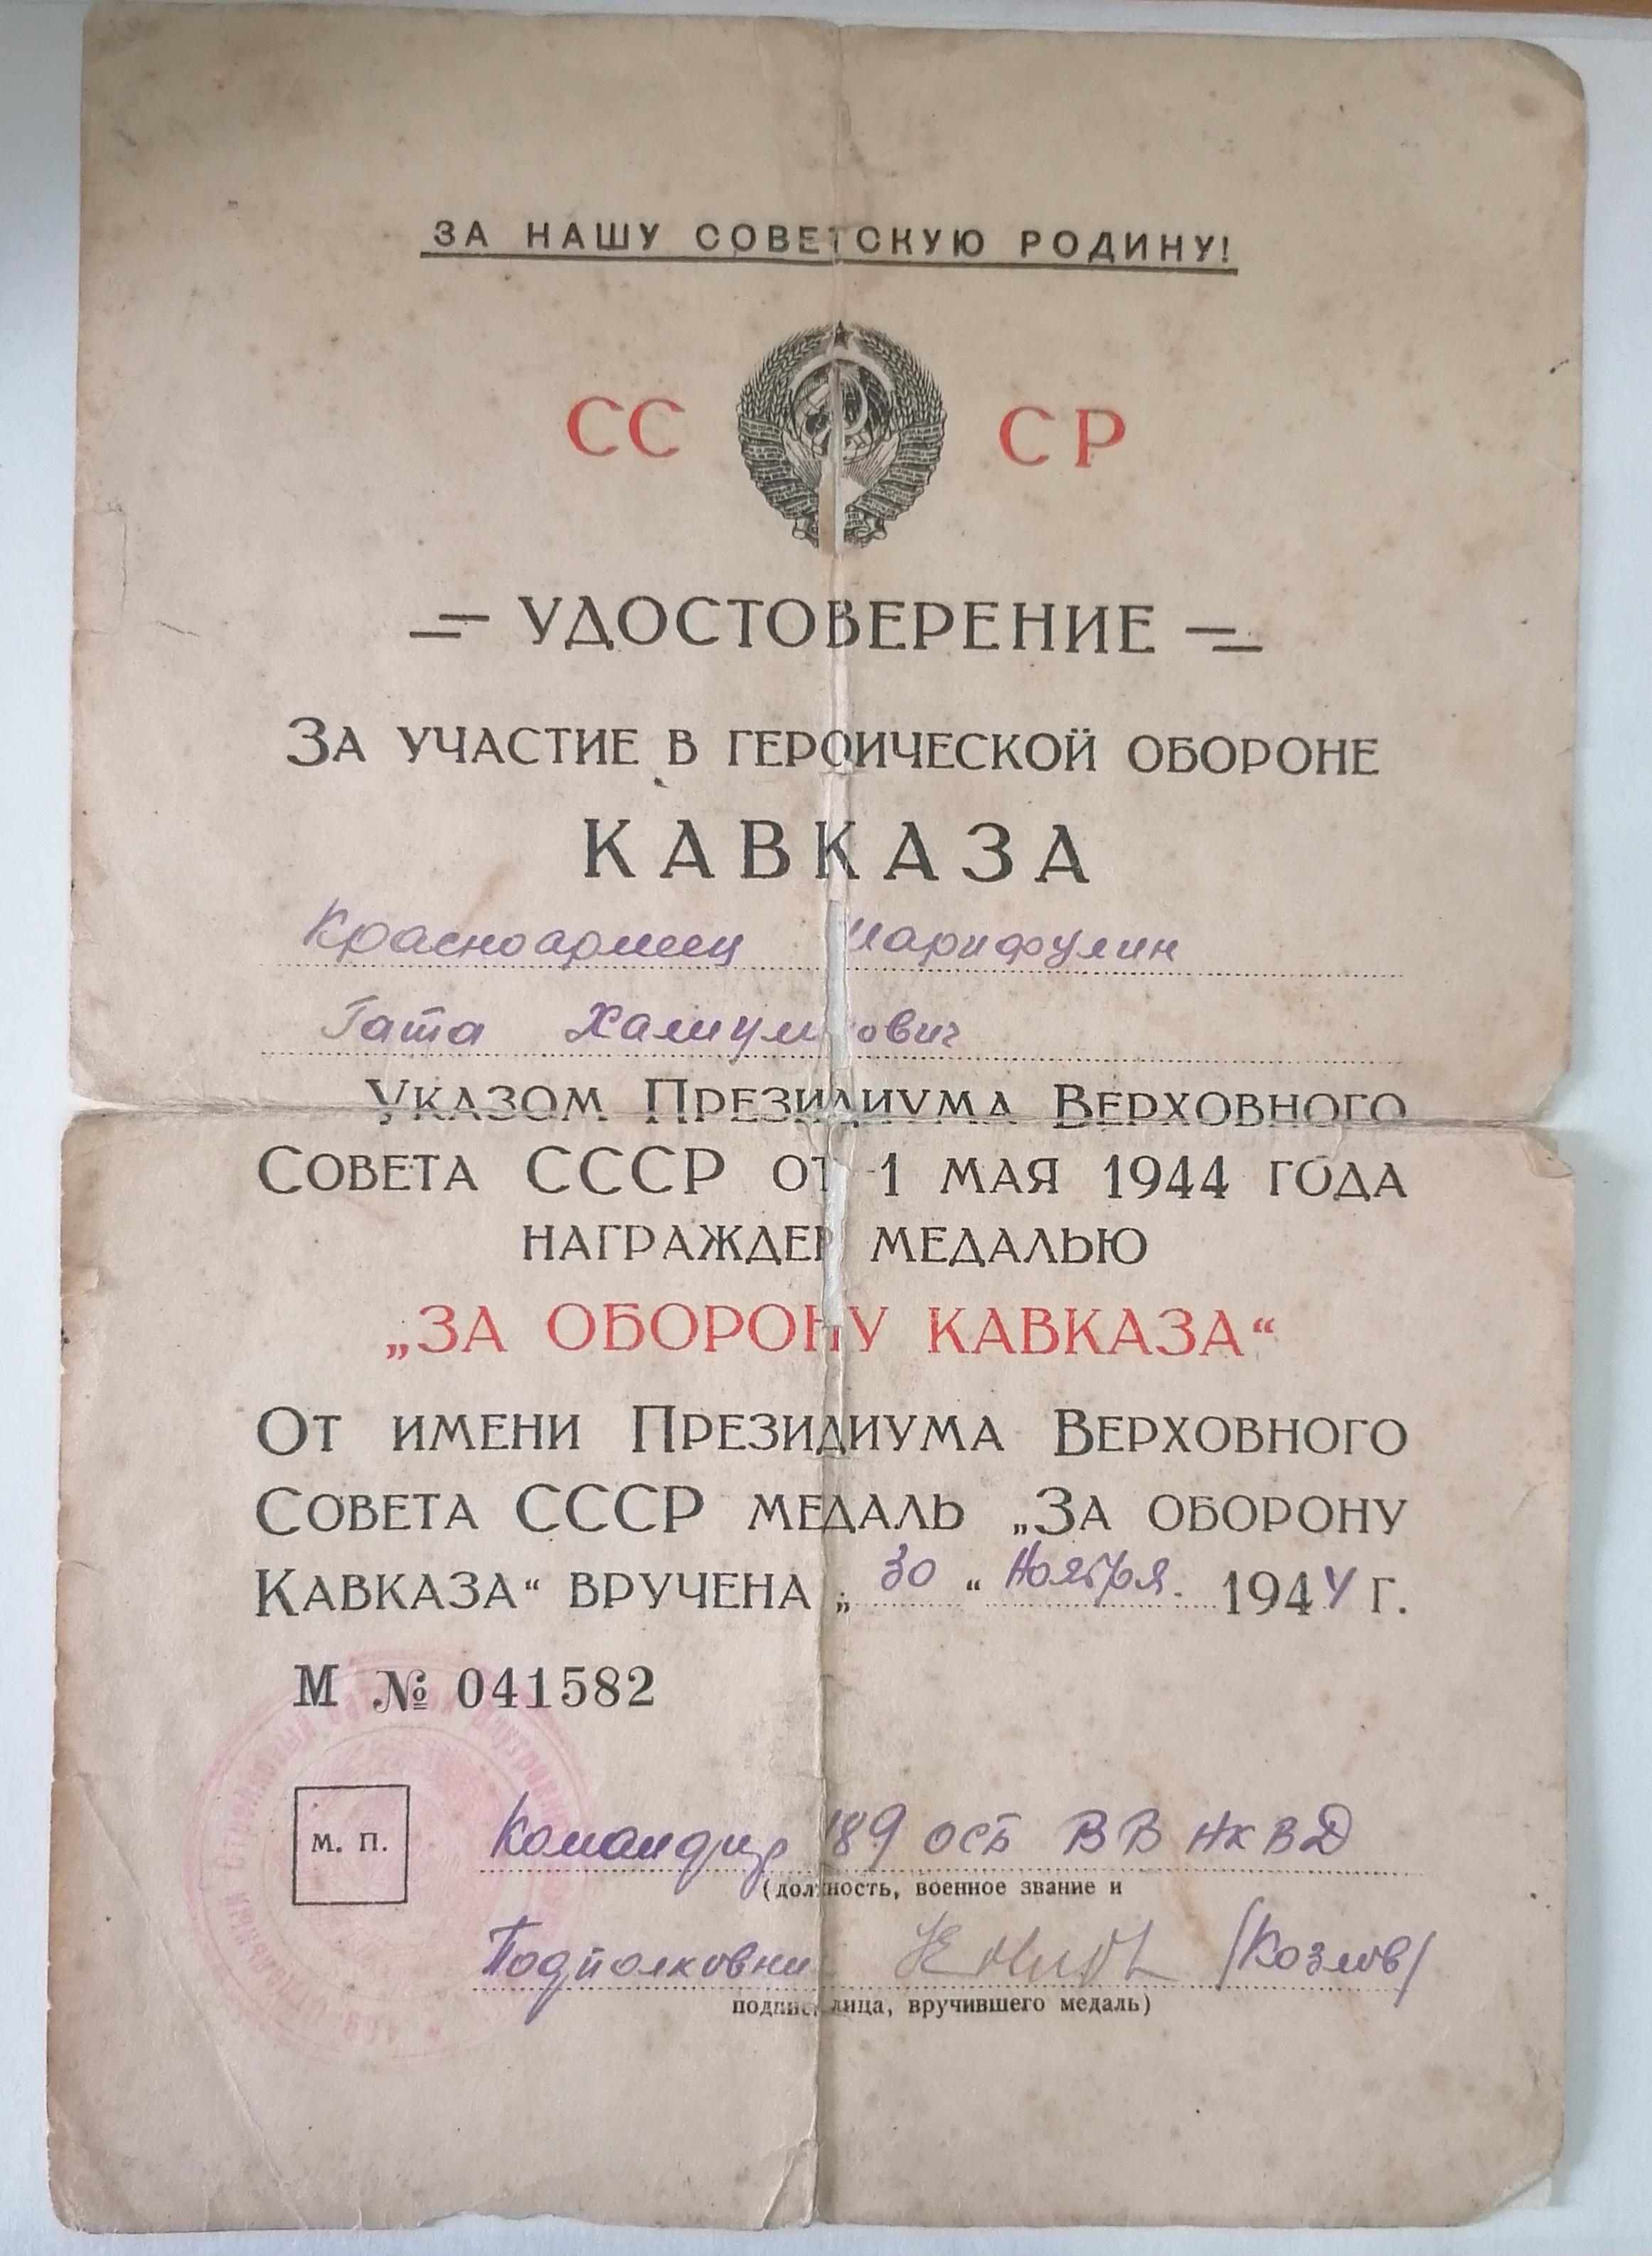 ЗА НАШУ СОВЕТСКУЮ РОДИНУ!
СС СР
УДОСТОВЕРЕНИЕ
ЗА УЧАСТИЕ В ГЕРОИЧЕСКОЙ ОБОРОНЕ
КАВКАЗА
Красноармеец Шарифулин
Гата
УКАЗОМ ПРЕЗИДИУМА ВЕРХОВНОГО
СОВЕТА СССР ОТ 1 МАЯ 1944 ГОДА
НАГРАЖДЕН МЕДАЛЬЮ
„ЗА ОБОРОНУ КАВКАЗА“
ОТ ИМЕНИ ПРЕЗИДИУМА ВЕРХОВНОГО
СОВЕТА СССР МЕДАЛЬ „ЗА ОБОРОНУ
КАВКАЗА“ ВРУЧЕНА „30“ Ноября. 1944 Г.
М № 041582
М. П.
Командир 189 осб ВВ НКВД
(должность, военное звание и
Подполковник /Козлов/
подпись лица, вручившего медаль)